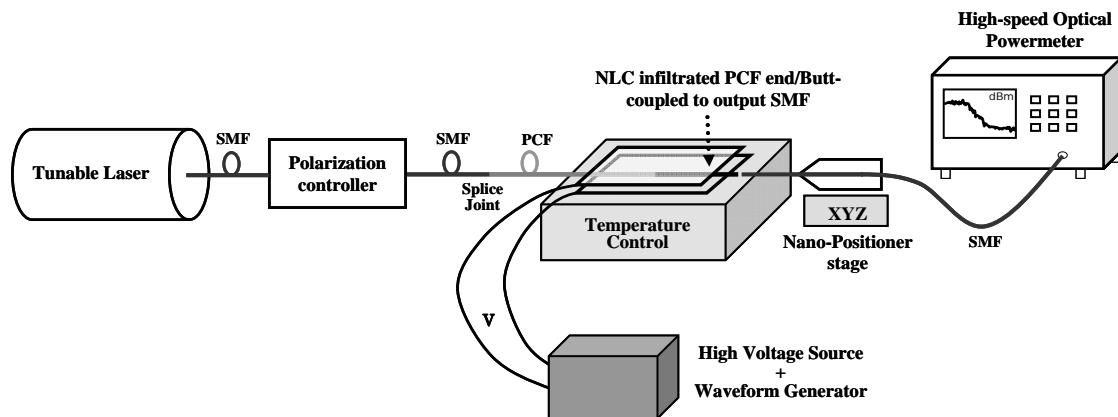 High-speed Optical
Powermeter
dBm
NLC infiltrated PCF end/Butt-
coupled to output SMF
SMF
SMF
PCF
Tunable Laser
Polarization
controller
Splice
Joint
Temperature
Control
XYZ
Nano-Positioner
stage
SMF
V
High Voltage Source
+
Waveform Generator